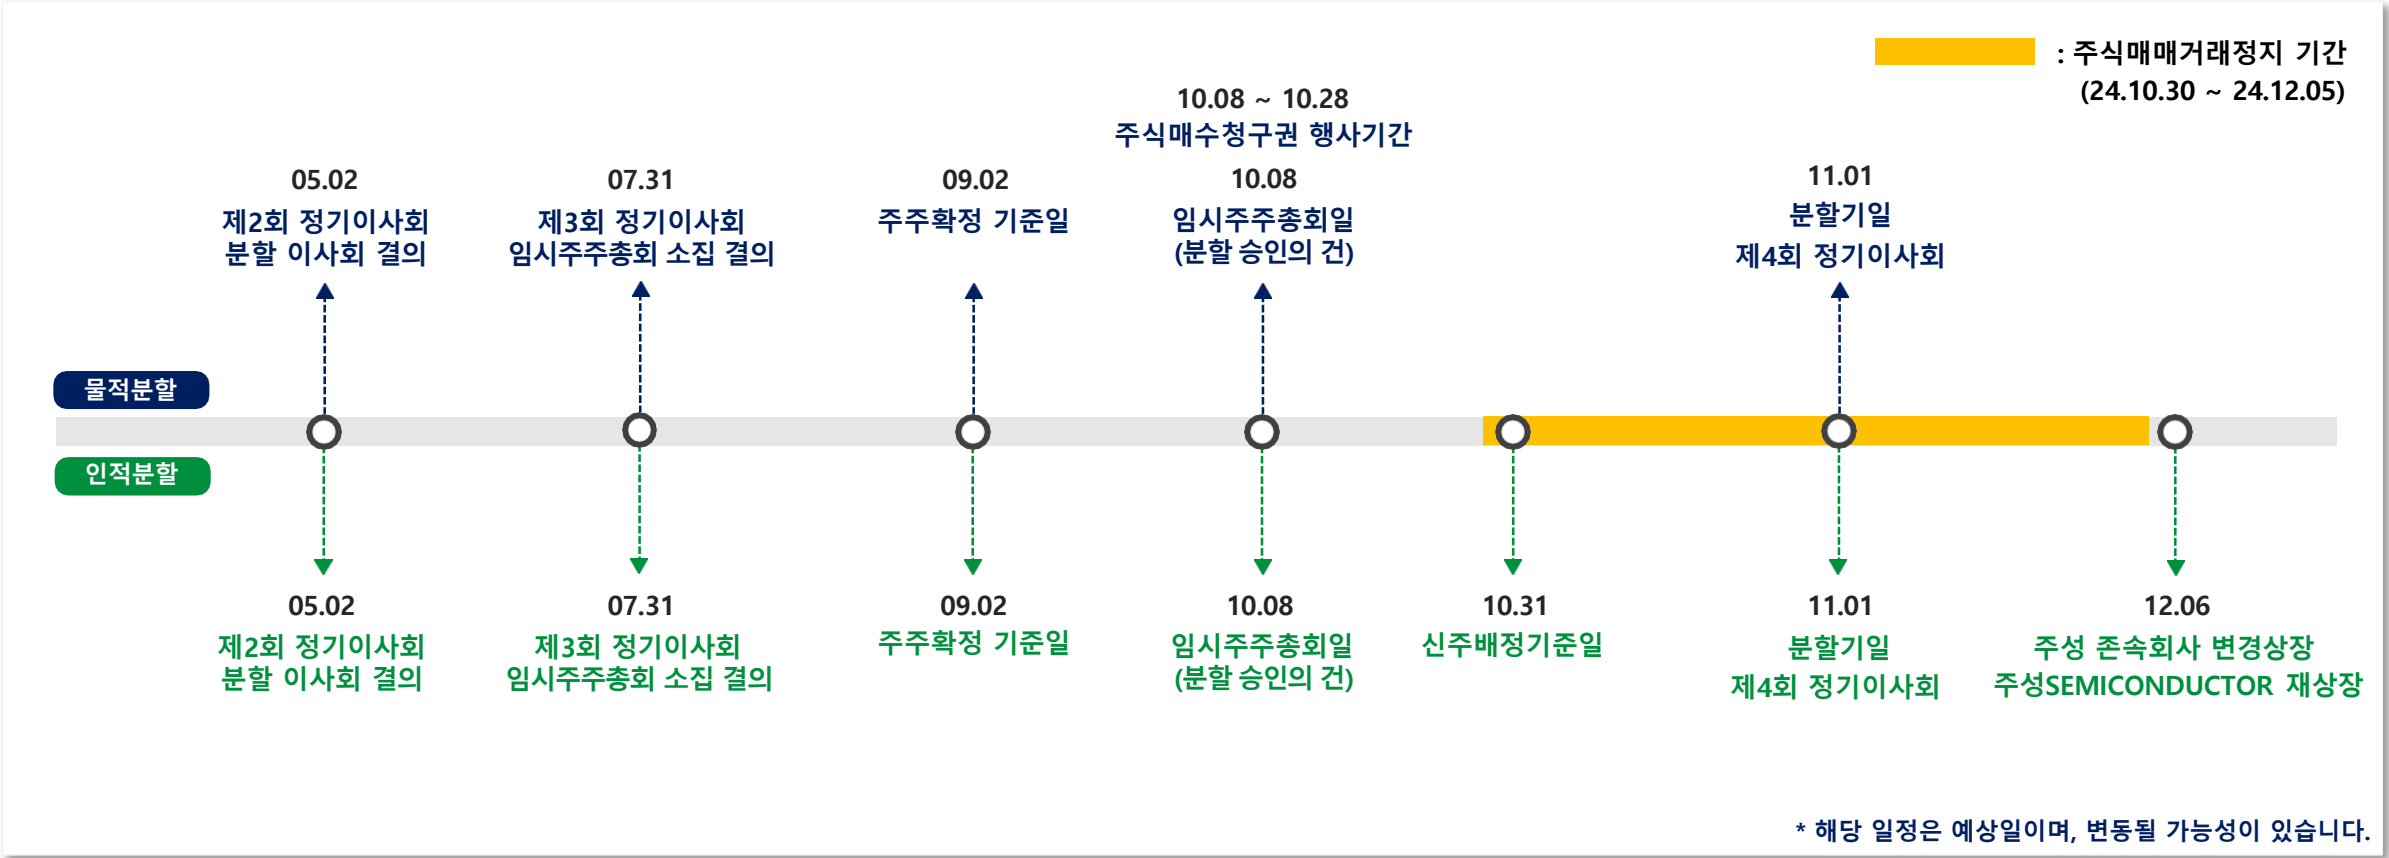 : 주식매매거래정지 기간
(24.10.30 ~ 24.12.05)
10.08 ~ 10.28
주식매수청구권 행사기간
05.02
제2회 정기이사회
분할 이사회 결의
07.31
제3회 정기이사회
임시주주총회 소집 결의
09.02
주주확정 기준일
10.08
임시주주총회일
(분할 승인의 건)
11.01
분할기일
제4회 정기이사회
물적분할
인적분할
05.02
제2회 정기이사회
분할 이사회 결의
07.31
제3회 정기이사회
임시주주총회 소집 결의
09.02
주주확정 기준일
10.08
임시주주총회일
(분할 승인의 건)
10.31
신주배정기준일
11.01
분할기일
제4회 정기이사회
12.06
주성 존속회사 변경상장
주성SEMICONDUCTOR 재상장
* 해당 일정은 예상일이며, 변동될 가능성이 있습니다.